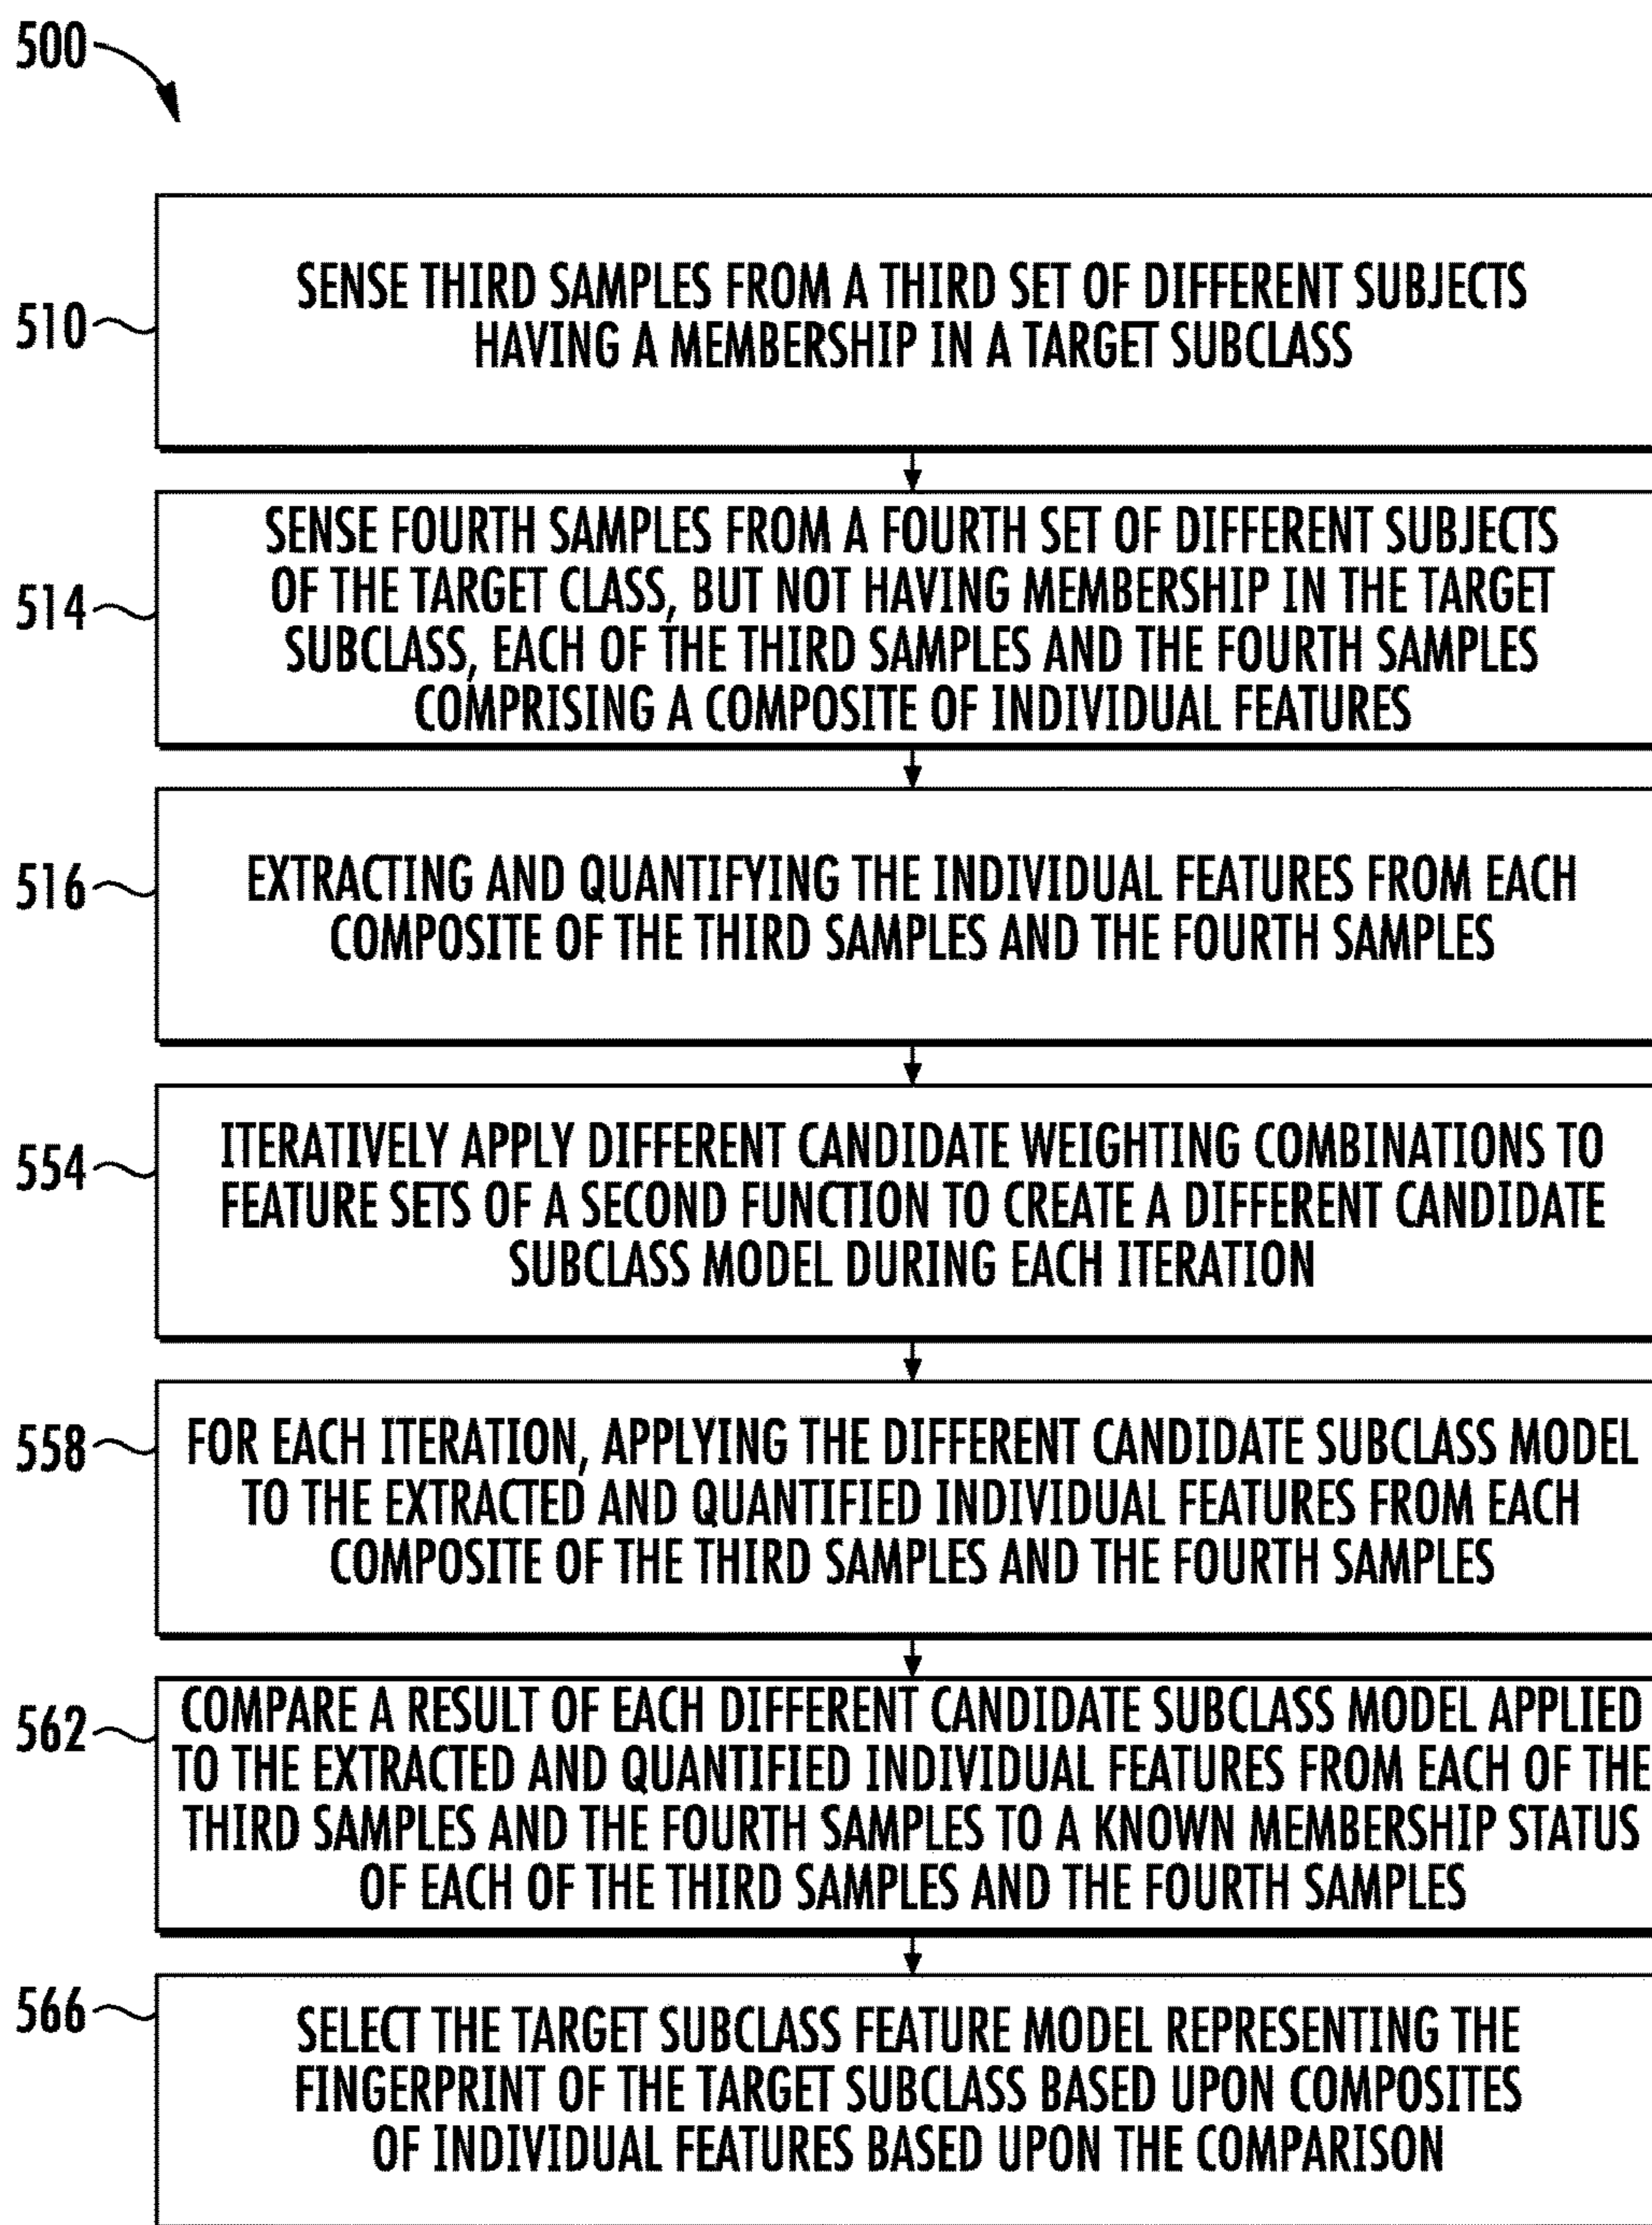 500
510
SENSE THIRD SAMPLES FROM A THIRD SET OF DIFFERENT SUBJECTS
HAVING A MEMBERSHIP IN A TARGET SUBCLASS
514
SENSE FOURTH SAMPLES FROM A FOURTH SET OF DIFFERENT SUBJECTS
OF THE TARGET CLASS, BUT NOT HAVING MEMBERSHIP IN THE TARGET
SUBCLASS, EACH OF THE THIRD SAMPLES AND THE FOURTH SAMPLES
COMPRISING A COMPOSITE OF INDIVIDUAL FEATURES
516
EXTRACTING AND QUANTIFYING THE INDIVIDUAL FEATURES FROM EACH
COMPOSITE OF THE THIRD SAMPLES AND THE FOURTH SAMPLES
554
ITERATIVELY APPLY DIFFERENT CANDIDATE WEIGHTING COMBINATIONS TO
FEATURE SETS OF A SECOND FUNCTION TO CREATE A DIFFERENT CANDIDATE
SUBCLASS MODEL DURING EACH ITERATION
558
FOR EACH ITERATION, APPLYING THE DIFFERENT CANDIDATE SUBCLASS MODEL
TO THE EXTRACTED AND QUANTIFIED INDIVIDUAL FEATURES FROM EACH
COMPOSITE OF THE THIRD SAMPLES AND THE FOURTH SAMPLES
562
COMPARE A RESULT OF EACH DIFFERENT CANDIDATE SUBCLASS MODEL APPLIED
TO THE EXTRACTED AND QUANTIFIED INDIVIDUAL FEATURES FROM EACH OF THE
THIRD SAMPLES AND THE FOURTH SAMPLES TO A KNOWN MEMBERSHIP STATUS
OF EACH OF THE THIRD SAMPLES AND THE FOURTH SAMPLES
566
SELECT THE TARGET SUBCLASS FEATURE MODEL REPRESENTING THE
FINGERPRINT OF THE TARGET SUBCLASS BASED UPON COMPOSITES
OF INDIVIDUAL FEATURES BASED UPON THE COMPARISON